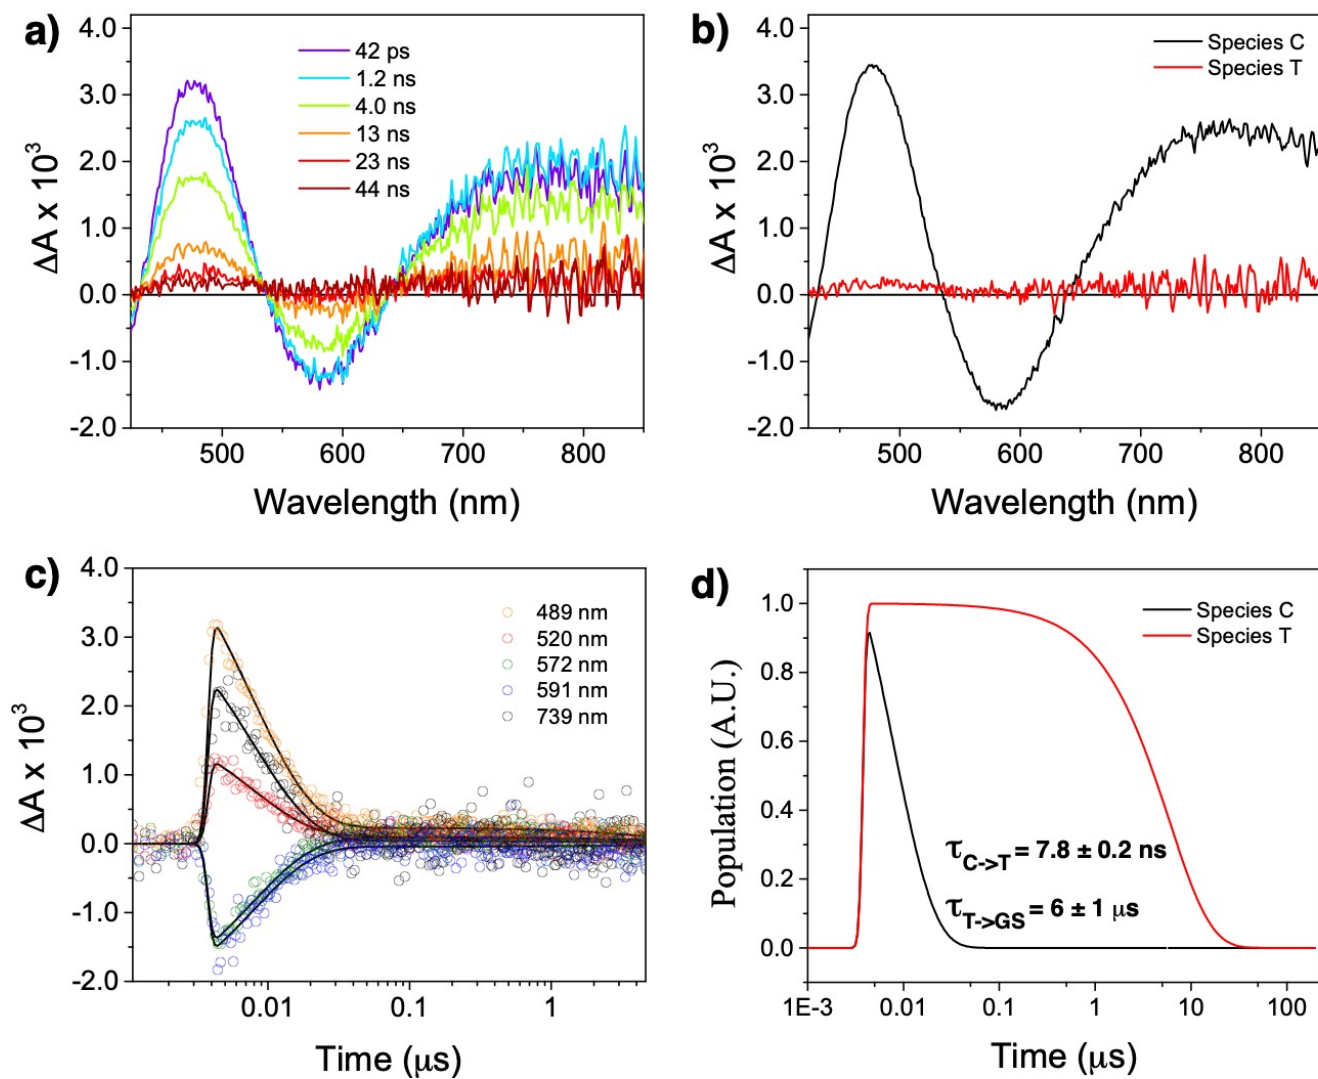 a)
ΔA x 10³
4.0
3.0
2.0
1.0
0.0
-1.0
-2.0
42 ps
1.2 ns
4.0 ns
13 ns
23 ns
44 ns
500 600 700 800
Wavelength (nm)
b)
ΔA x 10³
4.0
3.0
2.0
1.0
0.0
-1.0
-2.0
Species C
Species T
500 600 700 800
Wavelength (nm)
c)
ΔA x 10³
4.0
3.0
2.0
1.0
0.0
-1.0
-2.0
489 nm
520 nm
572 nm
591 nm
739 nm
0.01 0.1 1
Time (μs)
d)
Population (A.U.)
1.0
0.8
0.6
0.4
0.2
0.0
Species C
Species T
τC->T = 7.8 ± 0.2 ns
τT->GS = 6 ± 1 μs
1E-3 0.01 0.1 1 10 100
Time (μs)